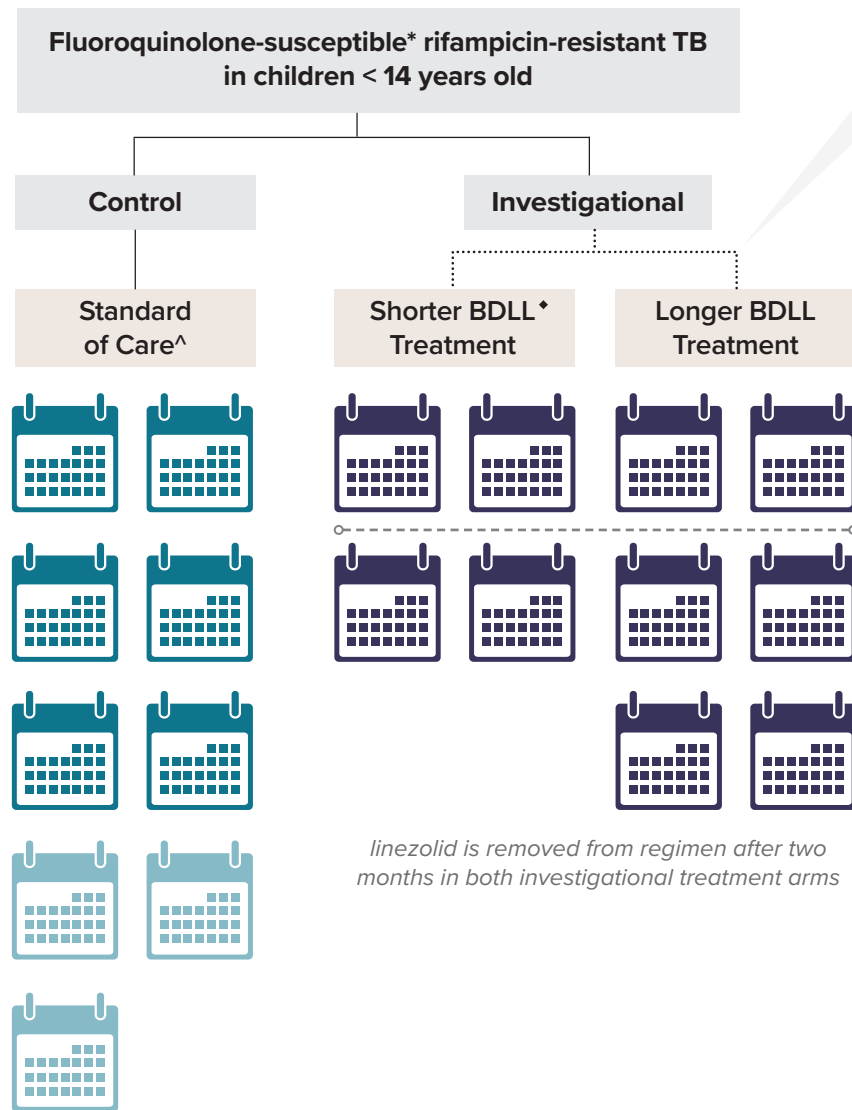 Fluoroquinolone-susceptible* rifampicin-resistant TB
in children < 14 years old
Control
Investigational
Standard
of Care^
Shorter BDLL◆
Treatment
Longer BDLL
Treatment
linezolid is removed from regimen after two
months in both investigational treatment arms